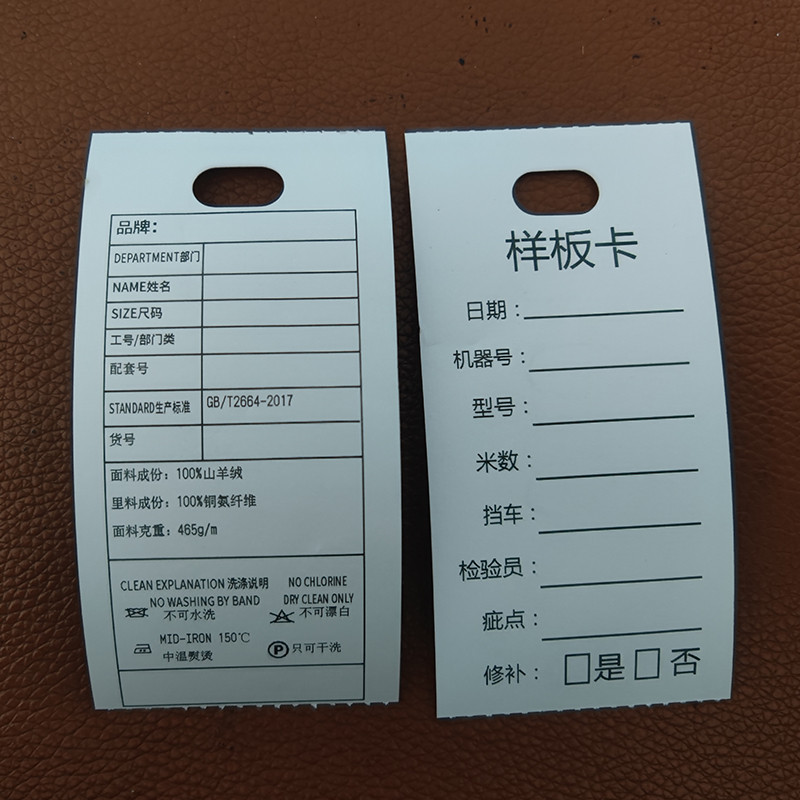 品牌：
DEPARTMENT部门
NAME姓名
SIZE尺码
工号/部门类
配套号
STANDARD生产标准 GB/T2664-2017
货号
面料成份：100%山羊绒
里料成份：100%铜氨纤维
面料克重：465g/m
CLEAN EXPLANATION 洗涤说明 NO CHLORINE
NO WASHING BY BAND DRY CLEAN ONLY
不可水洗 不可漂白
MID-IRON 150℃
中温熨烫 P 只可干洗
样板卡
日期：
机器号：
型号：
米数：
挡车：
检验员：
疵点：
修补： 是 否